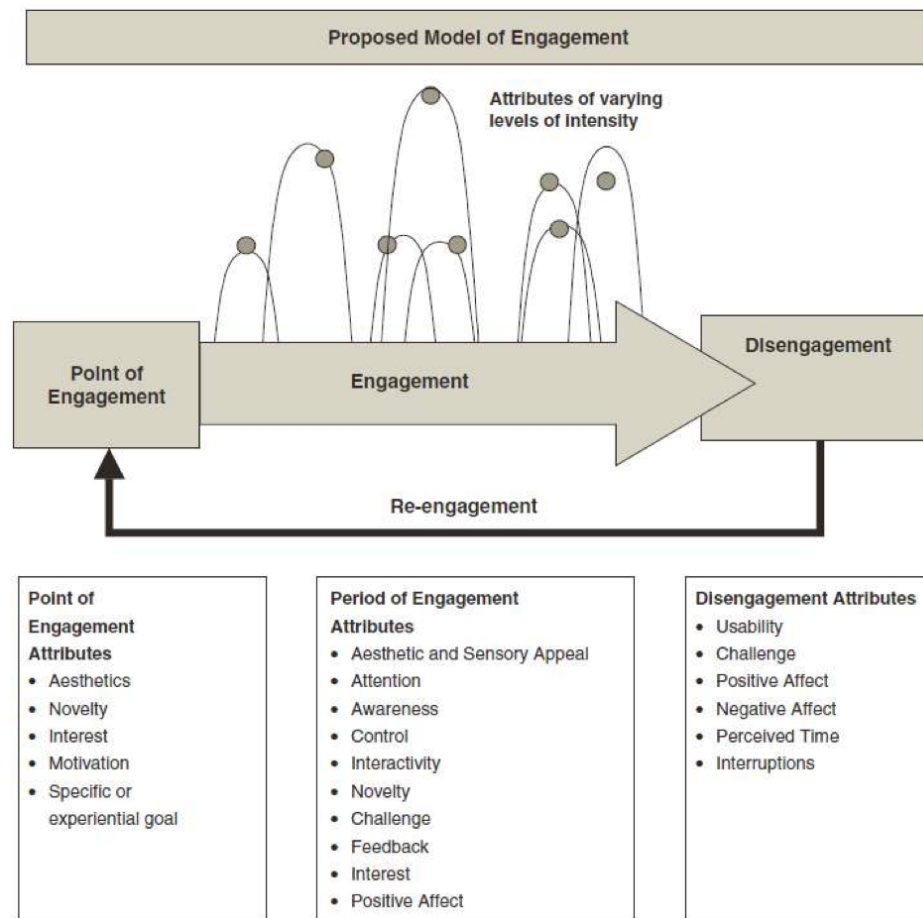 Proposed Model of Engagement
Attributes of varying
levels of intensity
Point of
Engagement
Engagement
Disengagement
Re-engagement
Point of
Engagement
Attributes
• Aesthetics
• Novelty
• Interest
• Motivation
• Specific or
experiential goal
Period of Engagement
Attributes
• Aesthetic and Sensory Appeal
• Attention
• Awareness
• Control
• Interactivity
• Novelty
• Challenge
• Feedback
• Interest
• Positive Affect
Disengagement Attributes
• Usability
• Challenge
• Positive Affect
• Negative Affect
• Perceived Time
• Interruptions